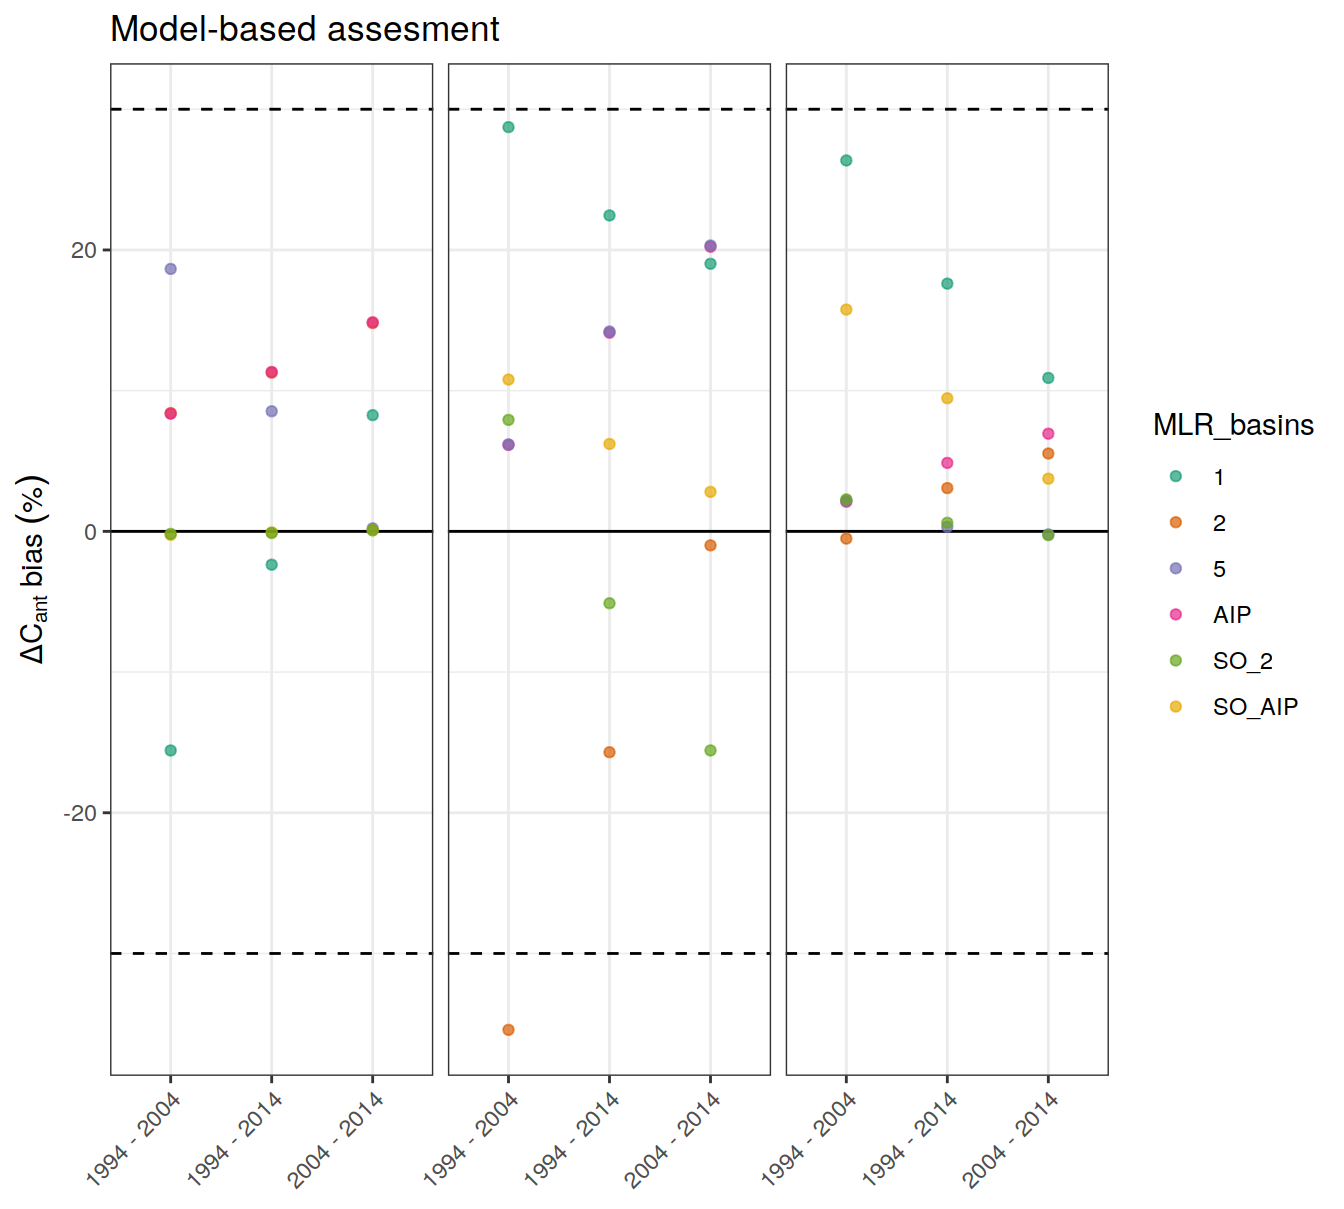 Model-based assesment
ΔCant bias (%)
20
0
-20
1994 - 2004
1994 - 2014
2004 - 2014
1994 - 2004
1994 - 2014
2004 - 2014
1994 - 2004
1994 - 2014
2004 - 2014
MLR_basins
1
2
5
AIP
SO_2
SO_AIP